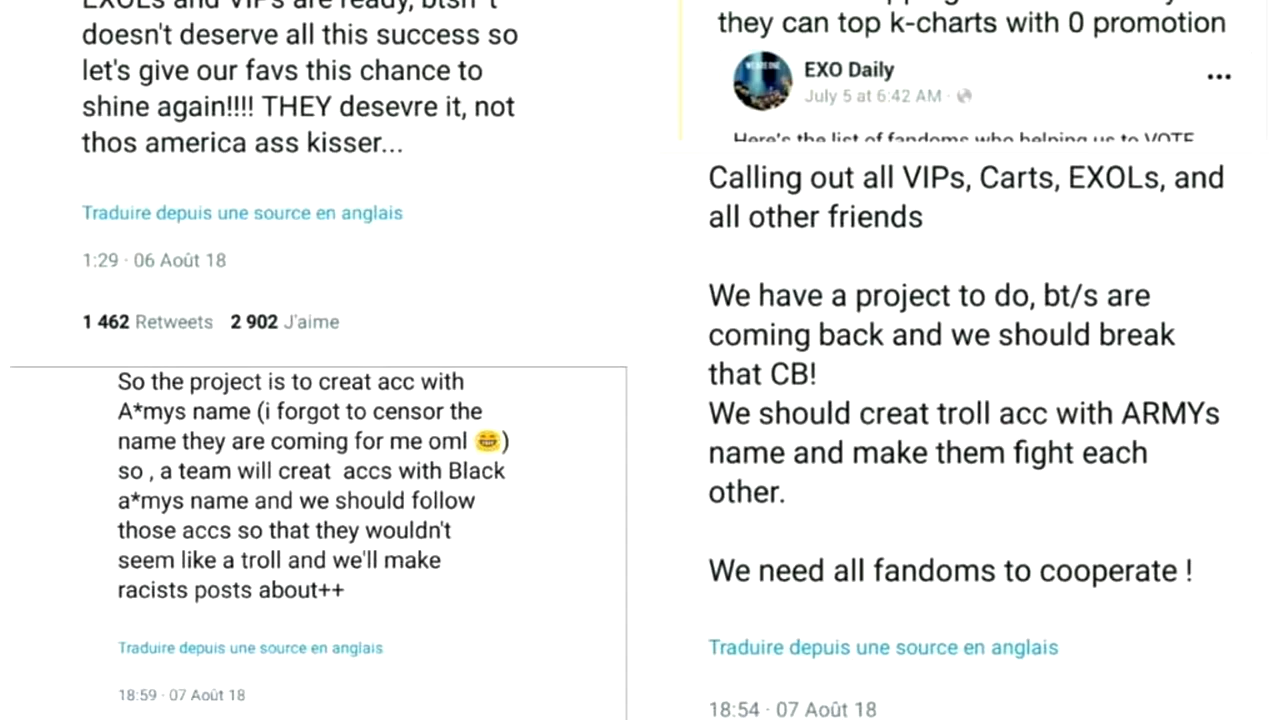 EXOLs and VIPs are ready, btsn't
doesn't deserve all this success so
let's give our favs this chance to
shine again!!!! THEY desevre it, not
thos america ass kisser...
Traduire depuis une source en anglais
1:29 · 06 Août 18
1 462 Retweets 2 902 J'aime
So the project is to creat acc with
A*mys name (i forgot to censor the
name they are coming for me oml 😂)
so , a team will creat accs with Black
a*mys name and we should follow
those accs so that they wouldn't
seem like a troll and we'll make
racists posts about++
Traduire depuis une source en anglais
18:59 · 07 Août 18
they can top k-charts with 0 promotion
EXO Daily
July 5 at 6:42 AM ·
Here's the list of fandoms who helping us to VOTE
Calling out all VIPs, Carts, EXOLs, and
all other friends
We have a project to do, bt/s are
coming back and we should break
that CB!
We should creat troll acc with ARMYs
name and make them fight each
other.
We need all fandoms to cooperate !
Traduire depuis une source en anglais
18:54 · 07 Août 18